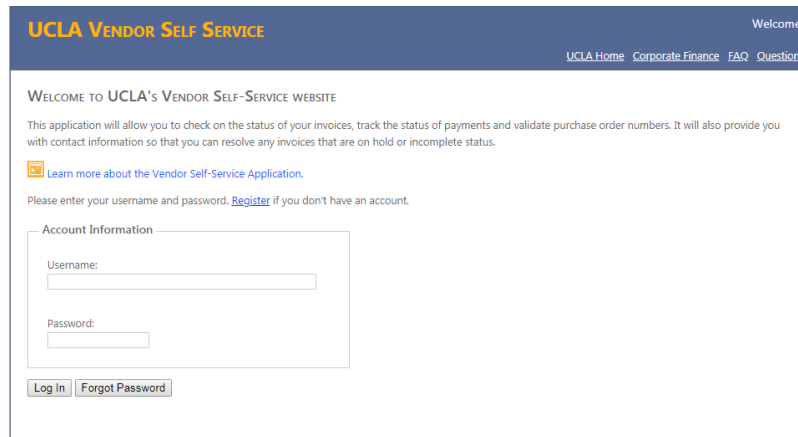 UCLA VENDOR SELF SERVICE
Welcome
UCLA Home Corporate Finance FAQ Question
WELCOME TO UCLA'S VENDOR SELF-SERVICE WEBSITE
This application will allow you to check on the status of your invoices, track the status of payments and validate purchase order numbers. It will also provide you
with contact information so that you can resolve any invoices that are on hold or incomplete status.
Learn more about the Vendor Self-Service Application.
Please enter your username and password. Register if you don't have an account.
Account Information
Username:
Password:
Log In Forgot Password